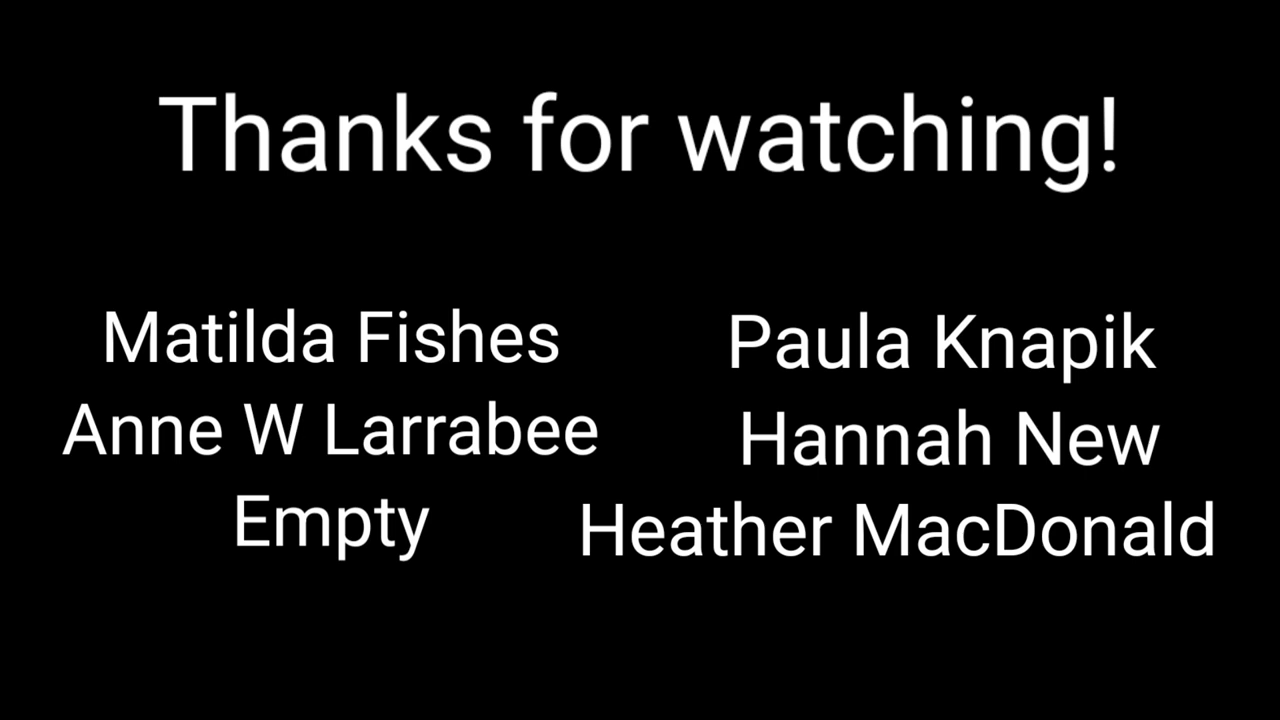 Thanks for watching!
Matilda Fishes
Anne W Larrabee
Empty
Paula Knapik
Hannah New
Heather MacDonald